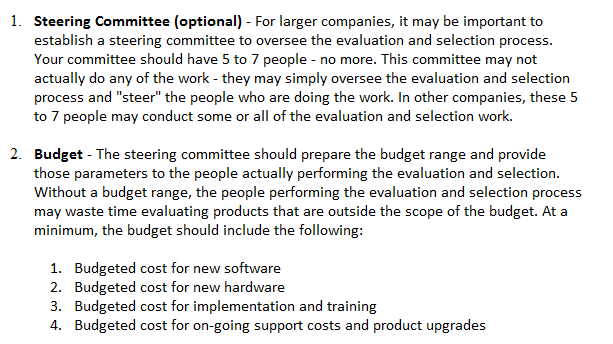 1. Steering Committee (optional) - For larger companies, it may be important to
establish a steering committee to oversee the evaluation and selection process.
Your committee should have 5 to 7 people - no more. This committee may not
actually do any of the work - they may simply oversee the evaluation and selection
process and "steer" the people who are doing the work. In other companies, these 5
to 7 people may conduct some or all of the evaluation and selection work.
2. Budget - The steering committee should prepare the budget range and provide
those parameters to the people actually performing the evaluation and selection.
Without a budget range, the people performing the evaluation and selection process
may waste time evaluating products that are outside the scope of the budget. At a
minimum, the budget should include the following:
1. Budgeted cost for new software
2. Budgeted cost for new hardware
3. Budgeted cost for implementation and training
4. Budgeted cost for on-going support costs and product upgrades